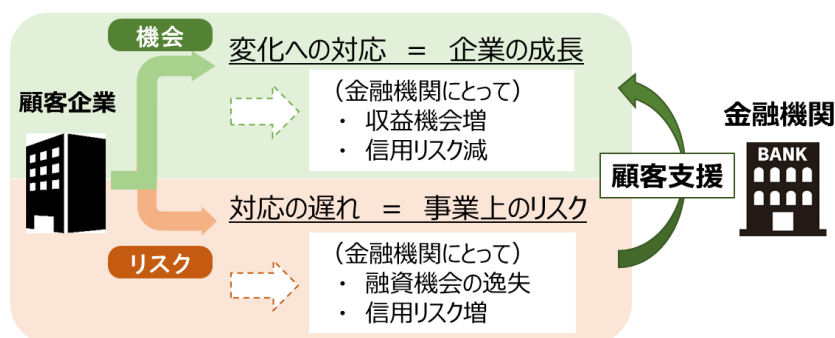 機会
変化への対応 = 企業の成長
顧客企業
（金融機関にとって）
・ 収益機会増
・ 信用リスク減
金融機関
BANK
顧客支援
対応の遅れ = 事業上のリスク
リスク
（金融機関にとって）
・ 融資機会の逸失
・ 信用リスク増